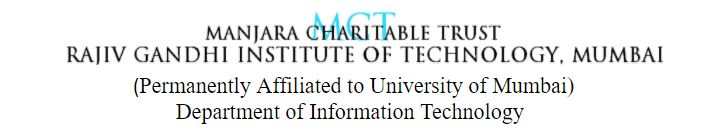 MCT
MANJARA CHARITABLE TRUST
RAJIV GANDHI INSTITUTE OF TECHNOLOGY, MUMBAI
(Permanently Affiliated to University of Mumbai)
Department of Information Technology